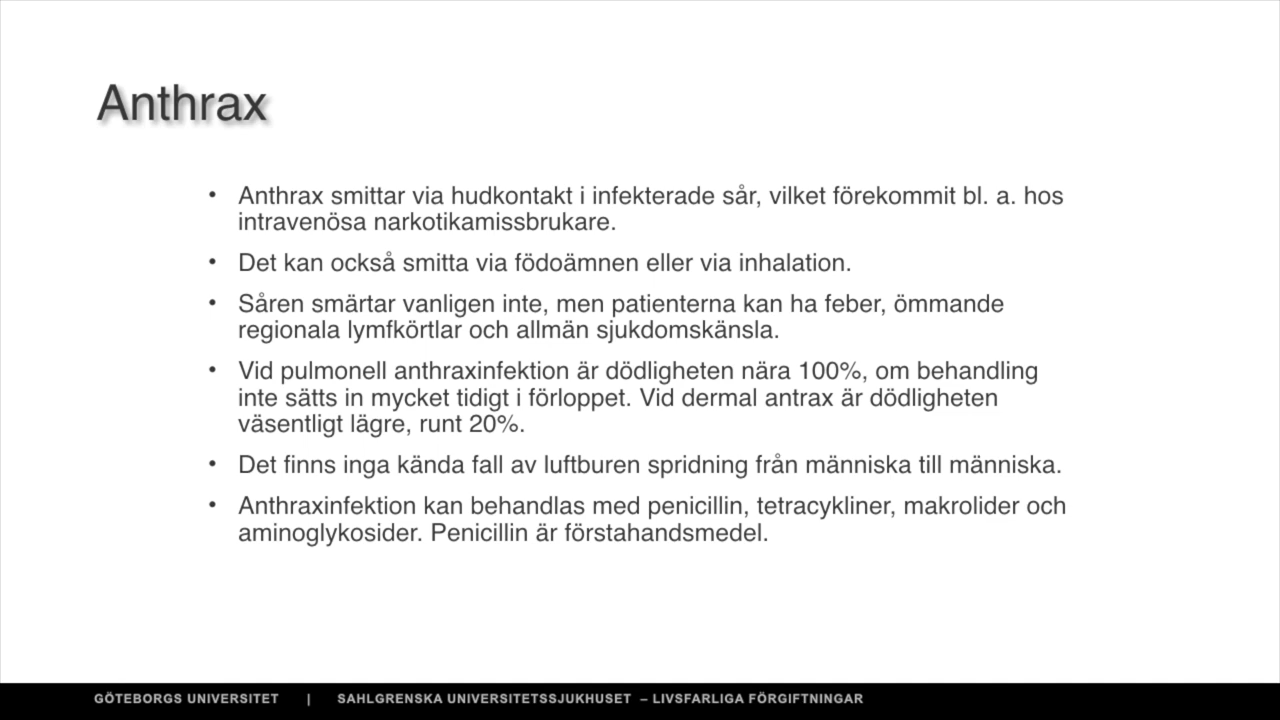 Anthrax
• Anthrax smittar via hudkontakt i infekterade sår, vilket förekommit bl. a. hos
intravenösa narkotikamissbrukare.
• Det kan också smitta via födoämnen eller via inhalation.
• Såren smärtar vanligen inte, men patienterna kan ha feber, ömmande
regionala lymfkörtlar och allmän sjukdomskänsla.
• Vid pulmonell anthraxinfektion är dödligheten nära 100%, om behandling
inte sätts in mycket tidigt i förloppet. Vid dermal antrax är dödligheten
väsentligt lägre, runt 20%.
• Det finns inga kända fall av luftburen spridning från människa till människa.
• Anthraxinfektion kan behandlas med penicillin, tetracykliner, makrolider och
aminoglykosider. Penicillin är förstahandsmedel.
GÖTEBORGS UNIVERSITET | SAHLGRENSKA UNIVERSITETSSJUKHUSET – LIVSFARLIGA FÖRGIFTNINGAR